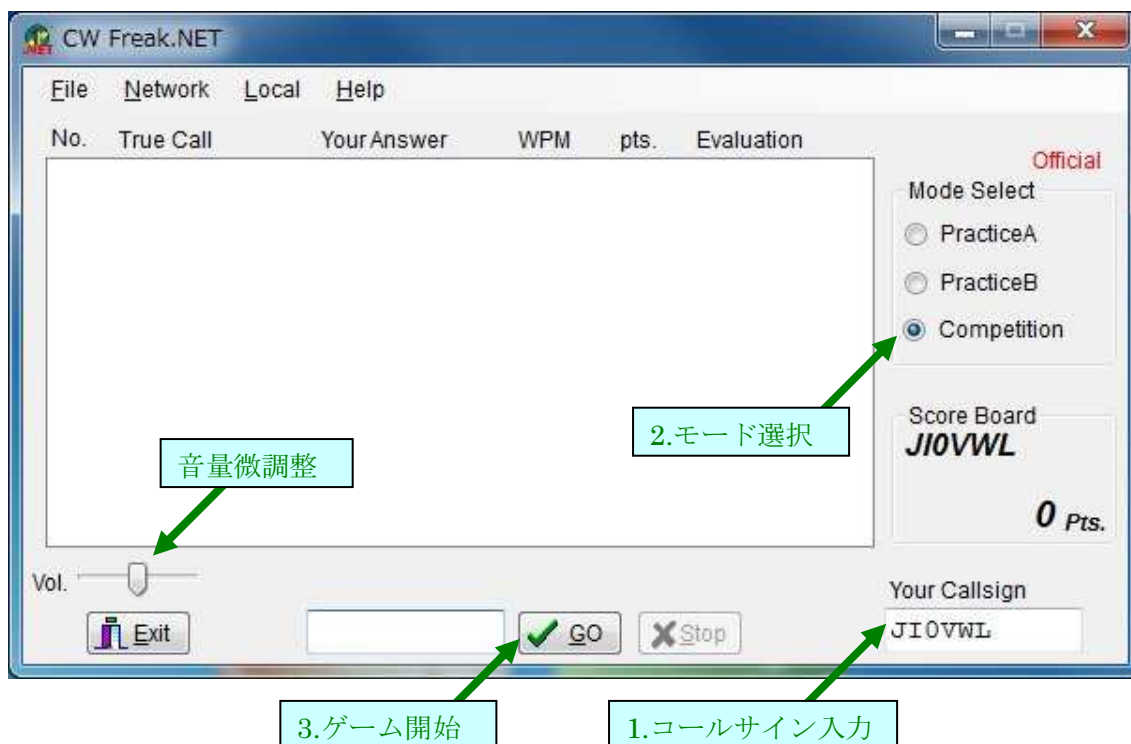 CW Freak.NET
File Network Local Help
No. True Call Your Answer WPM pts. Evaluation
Official
Mode Select
PracticeA
PracticeB
Competition
2.モード選択
Score Board
JI0VWL
0 Pts.
音量微調整
Vol.
Your Callsign
Exit GO Stop JI0VWL
3.ゲーム開始 1.コールサイン入力